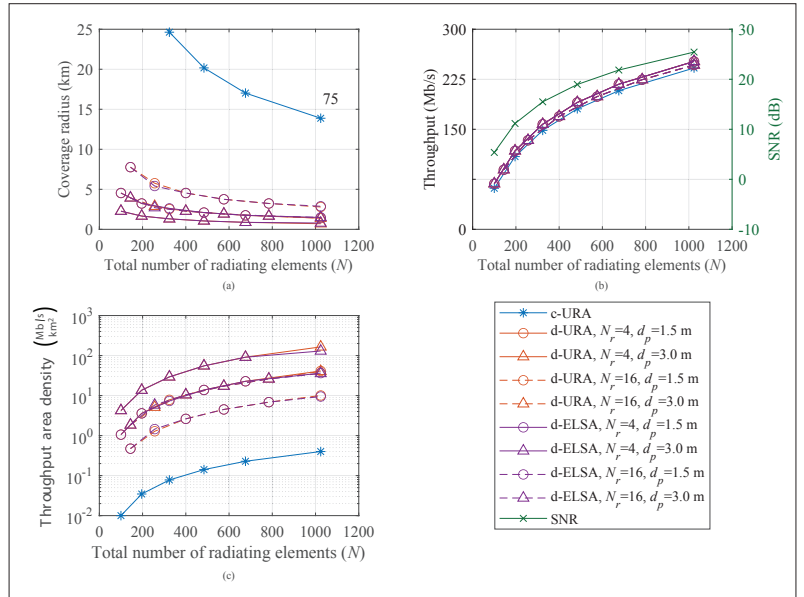 25
20
15
10
5
0
Coverage radius (km)
75
0 200 400 600 800 1000 1200
Total number of radiating elements (N)
(a)
300
225
150
75
0
Throughput (Mb/s)
30
20
10
0
-10
SNR (dB)
0 200 400 600 800 1000 1200
Total number of radiating elements (N)
(b)
10^3
10^2
10^1
10^0
10^-1
10^-2
Throughput area density (Mb/s / km^2)
0 200 400 600 800 1000 1200
Total number of radiating elements (N)
(c)
c-URA
d-URA, N_r=4, d_p=1.5 m
d-URA, N_r=4, d_p=3.0 m
d-URA, N_r=16, d_p=1.5 m
d-URA, N_r=16, d_p=3.0 m
d-ELSA, N_r=4, d_p=1.5 m
d-ELSA, N_r=4, d_p=3.0 m
d-ELSA, N_r=16, d_p=1.5 m
d-ELSA, N_r=16, d_p=3.0 m
SNR